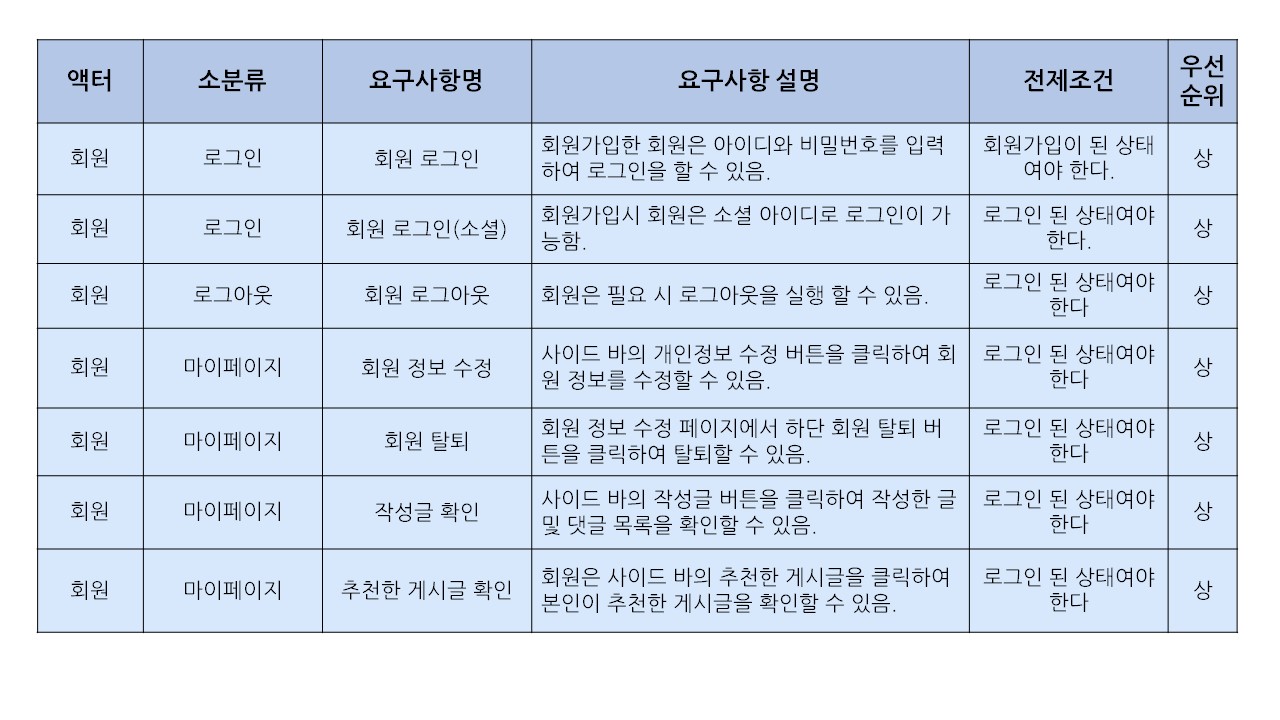 액터
소분류
요구사항명
요구사항 설명
전제조건
우선
순위
회원
로그인
회원 로그인
회원가입한 회원은 아이디와 비밀번호를 입력
하여 로그인을 할 수 있음.
회원가입이 된 상태
여야 한다.
상
회원
로그인
회원 로그인(소셜)
회원가입시 회원은 소셜 아이디로 로그인이 가
능함.
로그인 된 상태여야
한다.
상
회원
로그아웃
회원 로그아웃
회원은 필요 시 로그아웃을 실행 할 수 있음.
로그인 된 상태여야
한다
상
회원
마이페이지
회원 정보 수정
사이드 바의 개인정보 수정 버튼을 클릭하여 회
원 정보를 수정할 수 있음.
로그인 된 상태여야
한다
상
회원
마이페이지
회원 탈퇴
회원 정보 수정 페이지에서 하단 회원 탈퇴 버
튼을 클릭하여 탈퇴할 수 있음.
로그인 된 상태여야
한다
상
회원
마이페이지
작성글 확인
사이드 바의 작성글 버튼을 클릭하여 작성한 글
및 댓글 목록을 확인할 수 있음.
로그인 된 상태여야
한다
상
회원
마이페이지
추천한 게시글 확인
회원은 사이드 바의 추천한 게시글을 클릭하여
본인이 추천한 게시글을 확인할 수 있음.
로그인 된 상태여야
한다
상